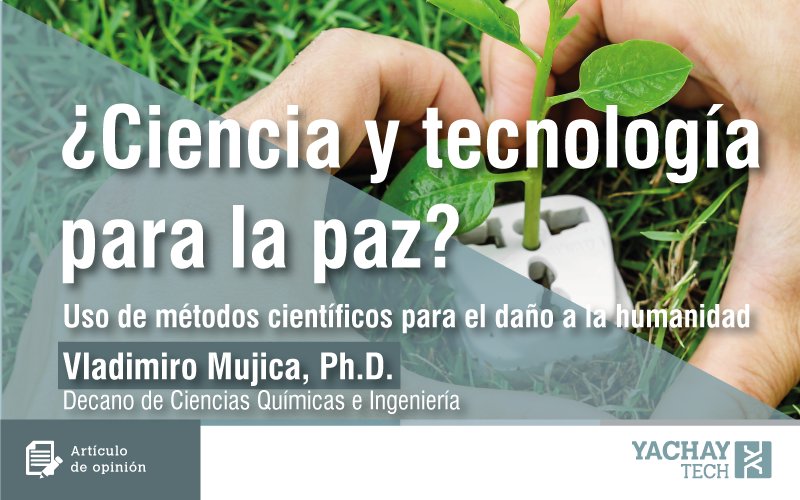 ¿Ciencia y tecnología
para la paz?
Uso de métodos científicos para el daño a la humanidad
Vladimiro Mujica, Ph.D.
Decano de Ciencias Químicas e Ingeniería
Artículo
de opinión
YACHAY
TECH